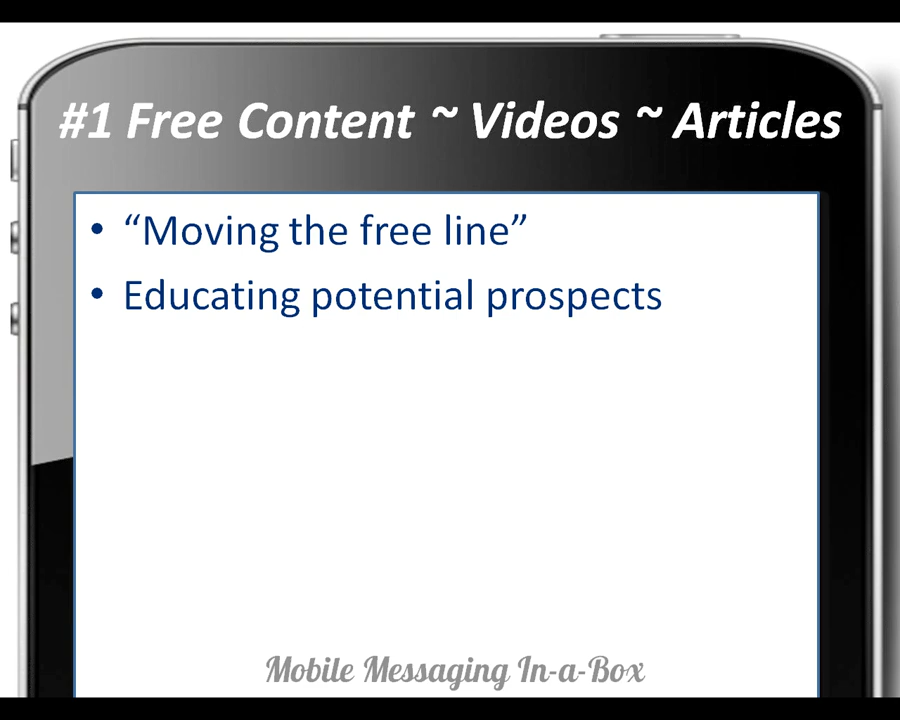 #1 Free Content ~ Videos ~ Articles
• “Moving the free line”
• Educating potential prospects
Mobile Messaging In-a-Box